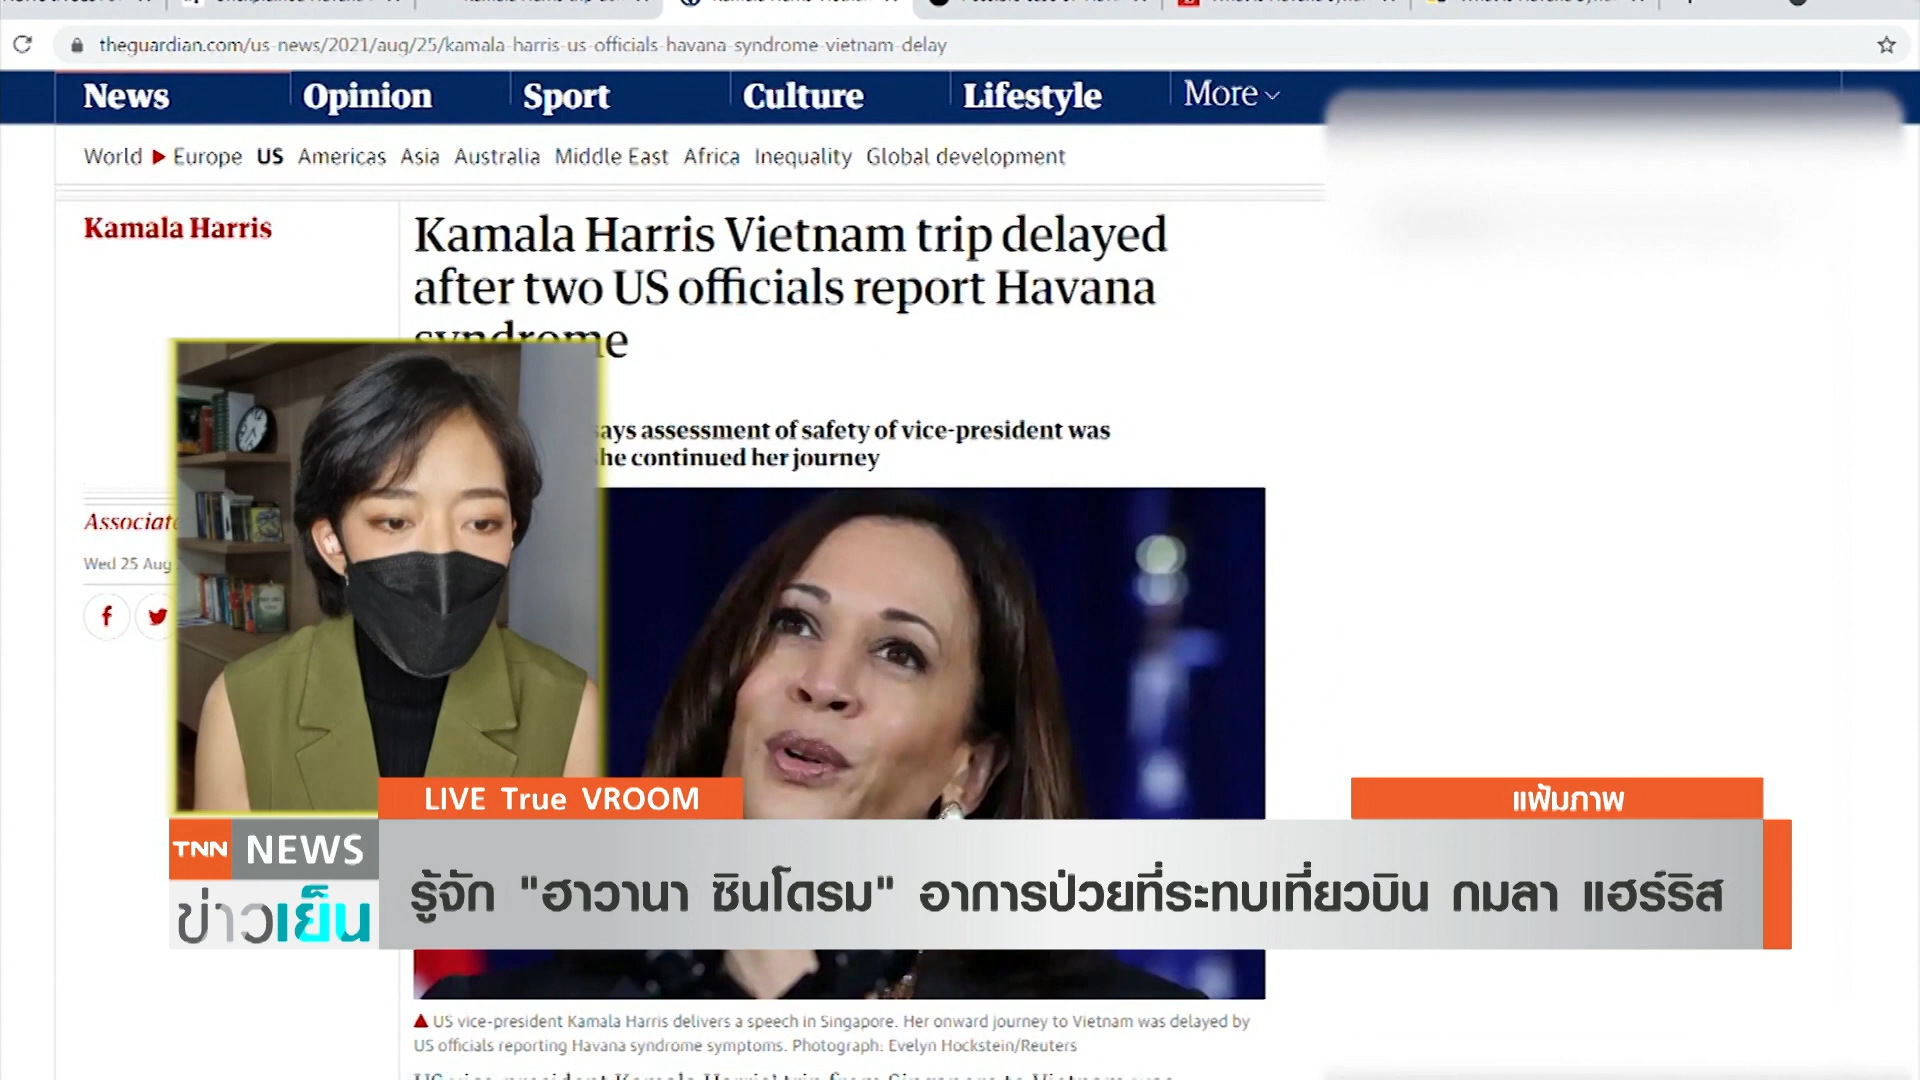 theguardian.com/us-news/2021/aug/25/kamala-harris-us-officials-havana-syndrome-vietnam-delay
News Opinion Sport Culture Lifestyle More
World Europe US Americas Asia Australia Middle East Africa Inequality Global development
Kamala Harris
Kamala Harris Vietnam trip delayed
after two US officials report Havana
syndrome
says assessment of safety of vice-president was
he continued her journey
Associate
Wed 25 Aug
LIVE True VROOM
แฟ้มภาพ
TNN NEWS
ข่าวเย็น
รู้จัก "ฮาวานา ซินโดรม" อาการป่วยที่ระทบเที่ยวบิน กมลา แฮร์ริส
US vice-president Kamala Harris delivers a speech in Singapore. Her onward journey to Vietnam was delayed by
US officials reporting Havana syndrome symptoms. Photograph: Evelyn Hockstein/Reuters